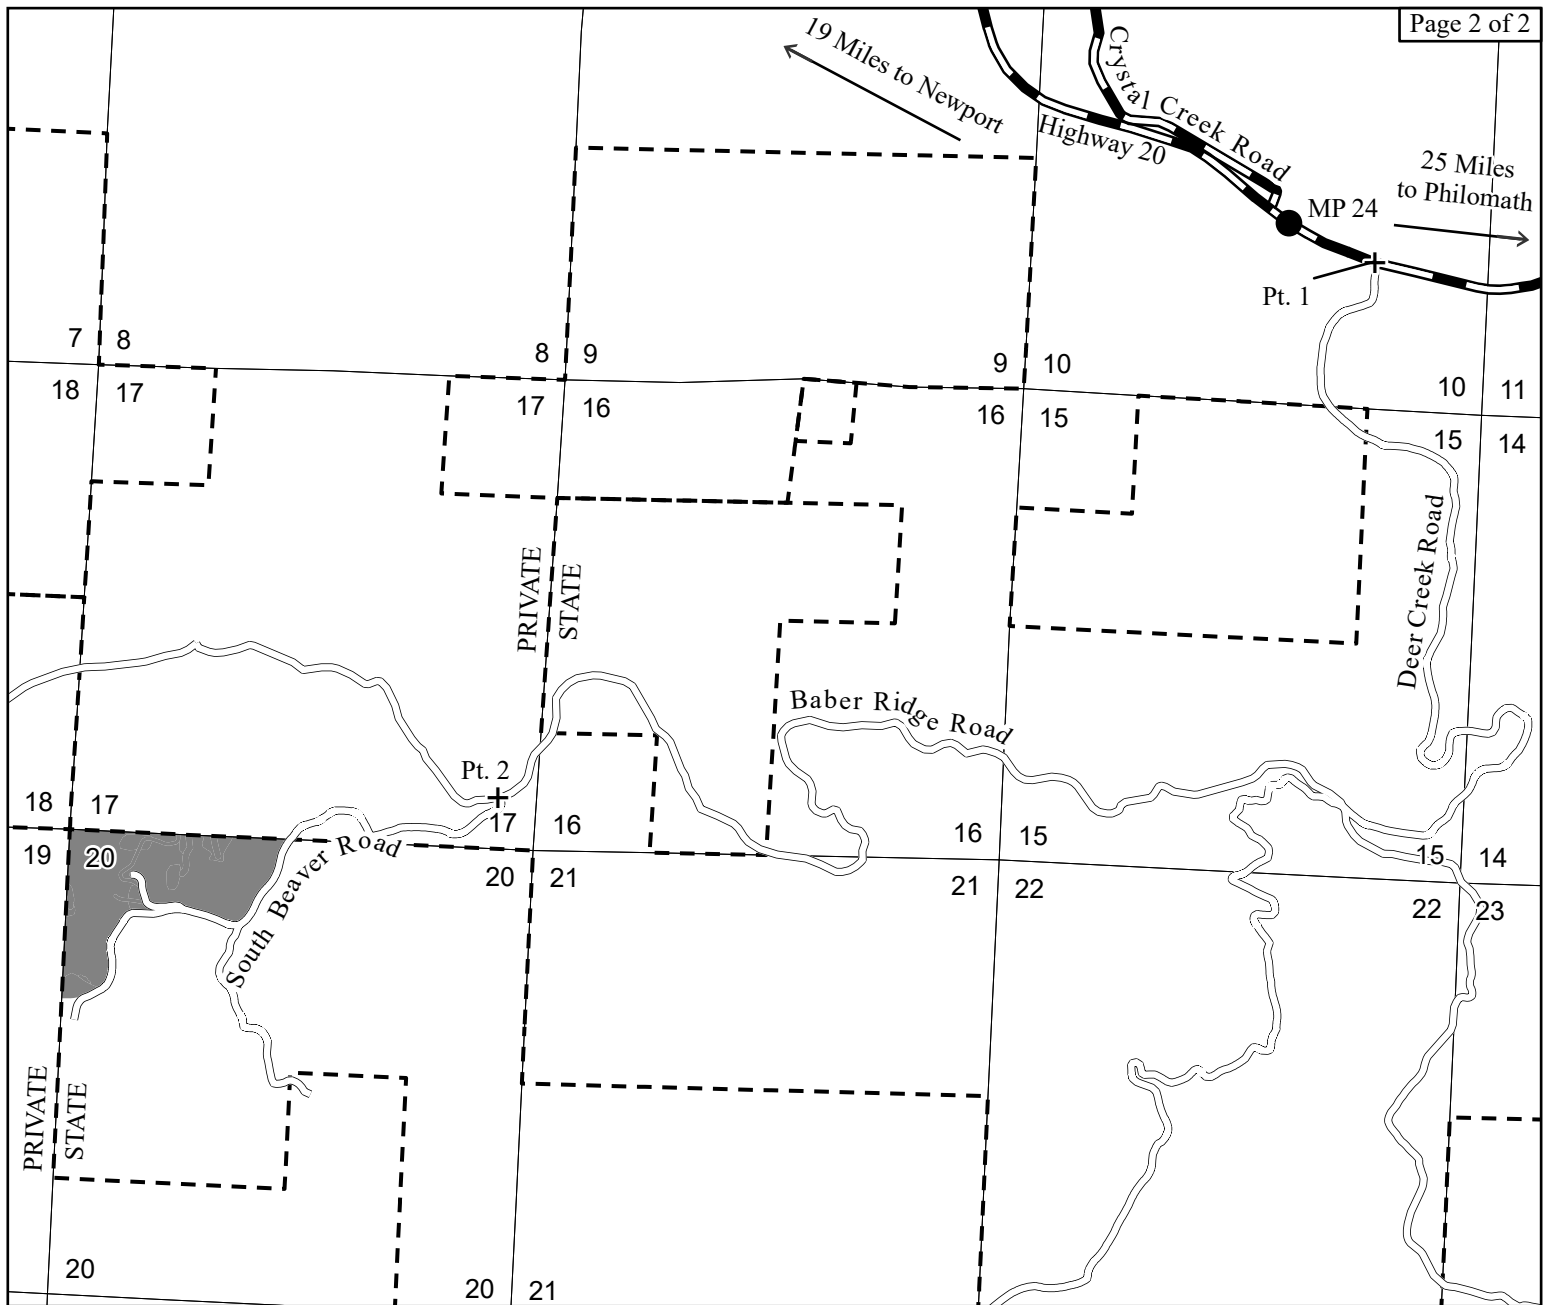 Page 2 of 2
19 Miles to Newport
Crystal Creek Road
Highway 20
25 Miles
to Philomath
MP 24
Pt. 1
7 8
8 9
9 10
10 11
18 17
17 16
16 15
15 14
PRIVATE
STATE
Deer Creek Road
Baber Ridge Road
Pt. 2
18 17
17 16
16 15
15 14
19 20
20 21
21 22
22 23
South Beaver Road
PRIVATE
STATE
20
20 21